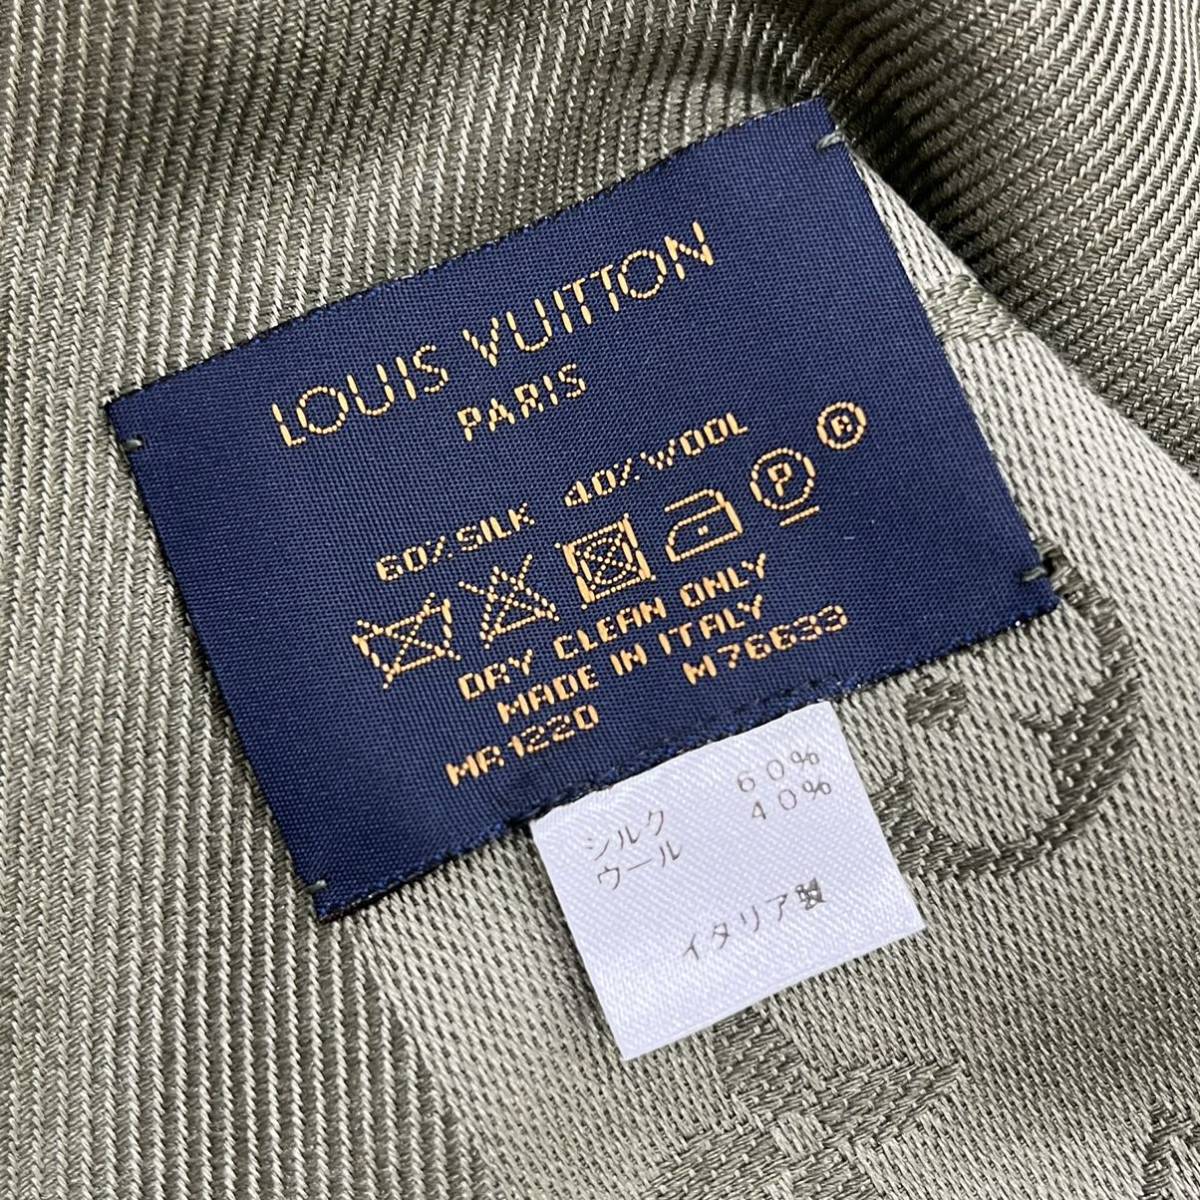 LOUIS VUITTON
PARIS
60% SILK 40% WOOL
P
®
DRY CLEAN ONLY
MADE IN ITALY
MR1220 M76633
シルク 60%
ウール 40%
イタリア製